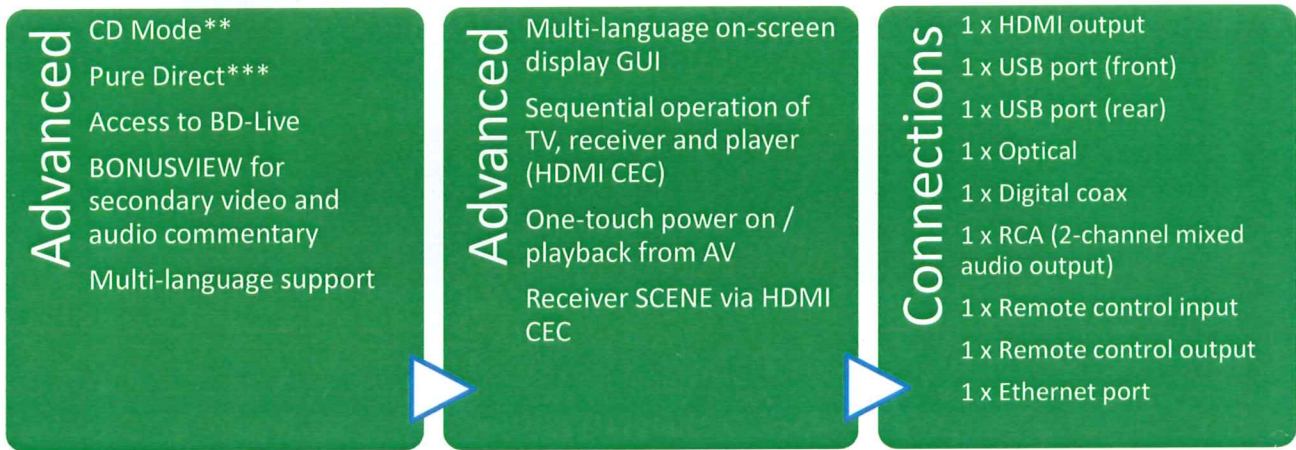 Advanced
CD Mode**
Pure Direct***
Access to BD-Live
BONUSVIEW for
secondary video and
audio commentary
Multi-language support
Advanced
Multi-language on-screen
display GUI
Sequential operation of
TV, receiver and player
(HDMI CEC)
One-touch power on /
playback from AV
Receiver SCENE via HDMI
CEC
Connections
1 x HDMI output
1 x USB port (front)
1 x USB port (rear)
1 x Optical
1 x Digital coax
1 x RCA (2-channel mixed
audio output)
1 x Remote control input
1 x Remote control output
1 x Ethernet port